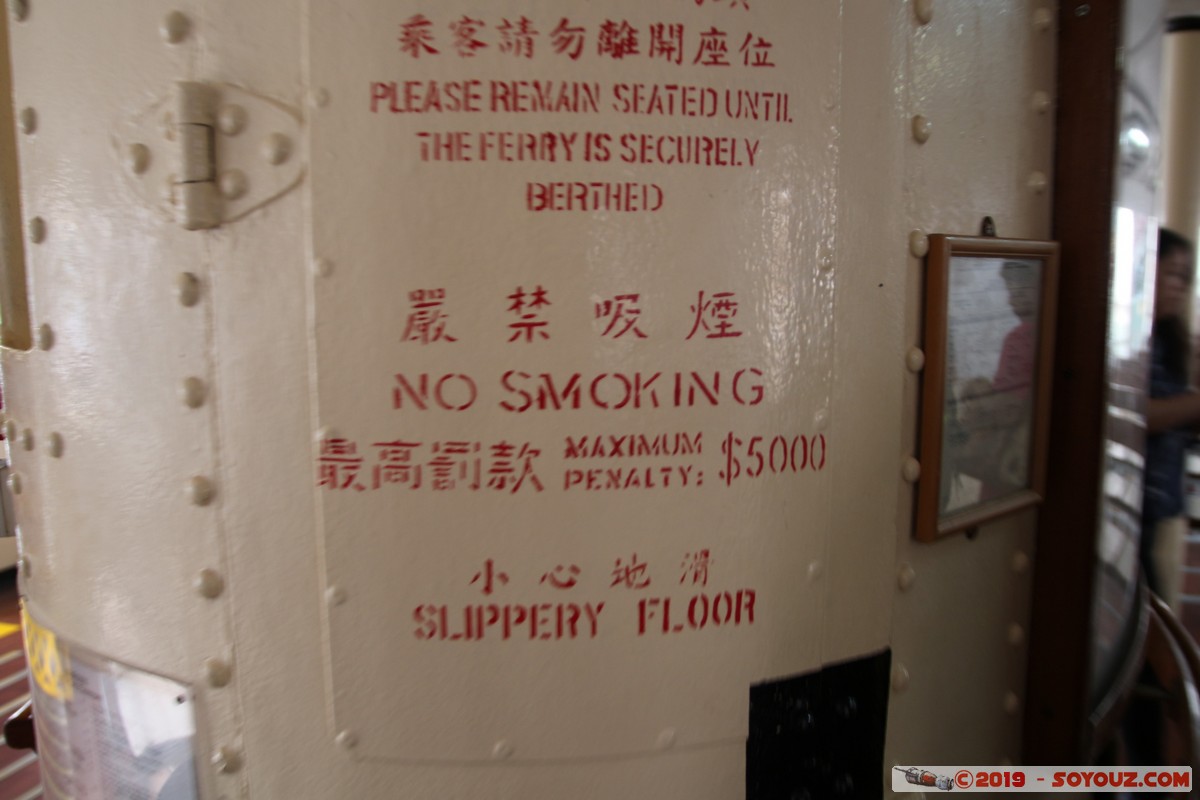 乘客請勿離開座位
PLEASE REMAIN SEATED UNTIL
THE FERRY IS SECURELY
BERTHED
嚴禁吸煙
NO SMOKING
最高罰款 MAXIMUM PENALTY: $5000
小心地滑
SLIPPERY FLOOR
© 2019 - SOYOUZ.COM